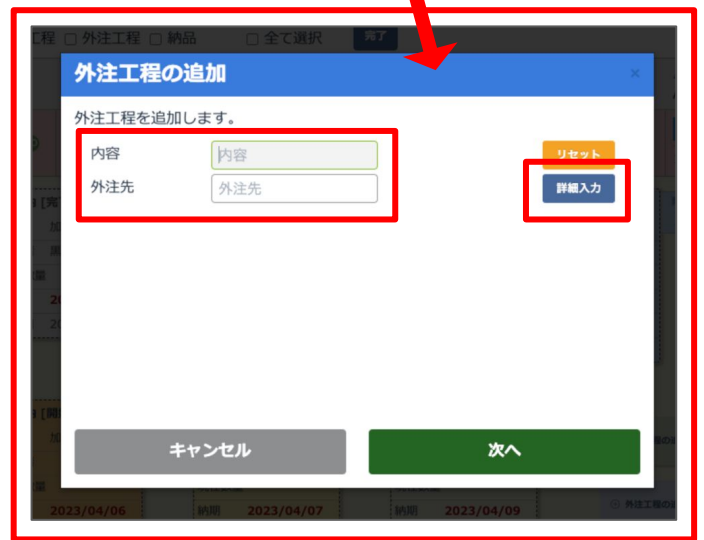 工程 外注工程 納品 全て選択 完了
外注工程の追加 ×
外注工程を追加します。
内容 内容 リセット
外注先 外注先 詳細入力
キャンセル 次へ
2023/04/06 納期 2023/04/07 納期 2023/04/09